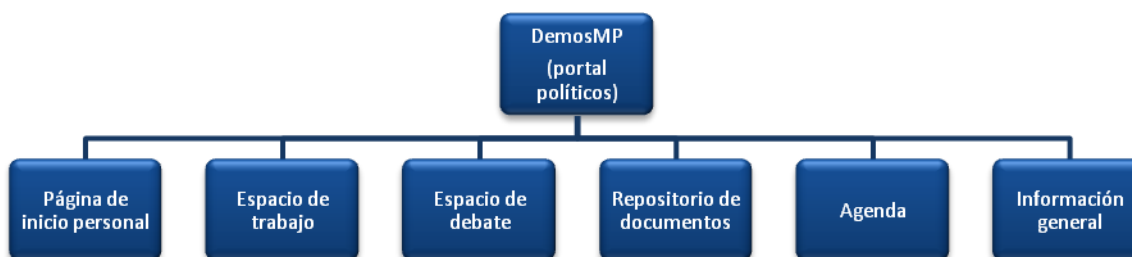 DemosMP
(portal
políticos)
Página de
inicio personal
Espacio de
trabajo
Espacio de
debate
Repositorio de
documentos
Agenda
Información
general